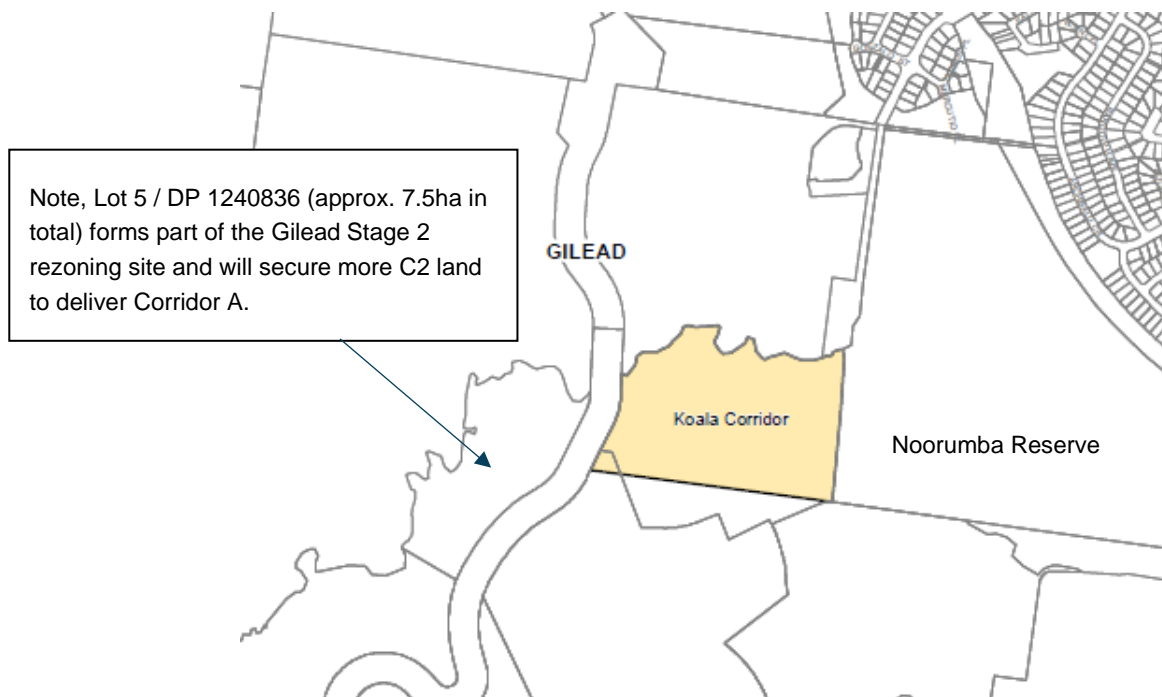 Note, Lot 5 / DP 1240836 (approx. 7.5ha in
total) forms part of the Gilead Stage 2
rezoning site and will secure more C2 land
to deliver Corridor A.
GILEAD
Koala Corridor
Noorumba Reserve